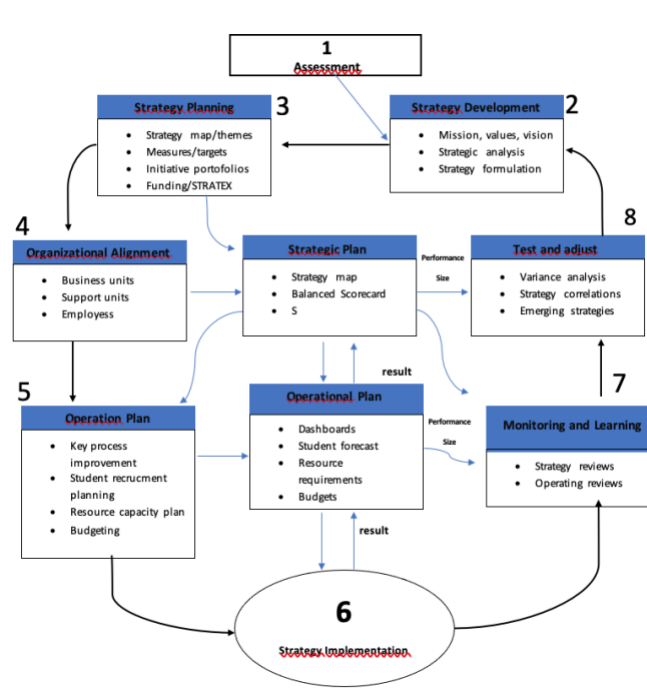 1
Assessment
Strategy Planning
3
Strategy map/themes
Measures/targets
Initiative portofolios
Funding/STRATEX
Strategy Development
2
Mission, values, vision
Strategic analysis
Strategy formulation
4
Organizational Alignment
Business units
Support units
Employess
Strategic Plan
Strategy map
Balanced Scorecard
S
Performance
Size
8
Test and adjust
Variance analysis
Strategy correlations
Emerging strategies
5
Operation Plan
Key process
improvement
Student recrucment
planning
Resource capacity plan
Budgeting
result
Operational Plan
Dashboards
Student forecast
Resource
requirements
Budgets
Performance
Size
7
Monitoring and Learning
Strategy reviews
Operating reviews
result
6
Strategy Implementation